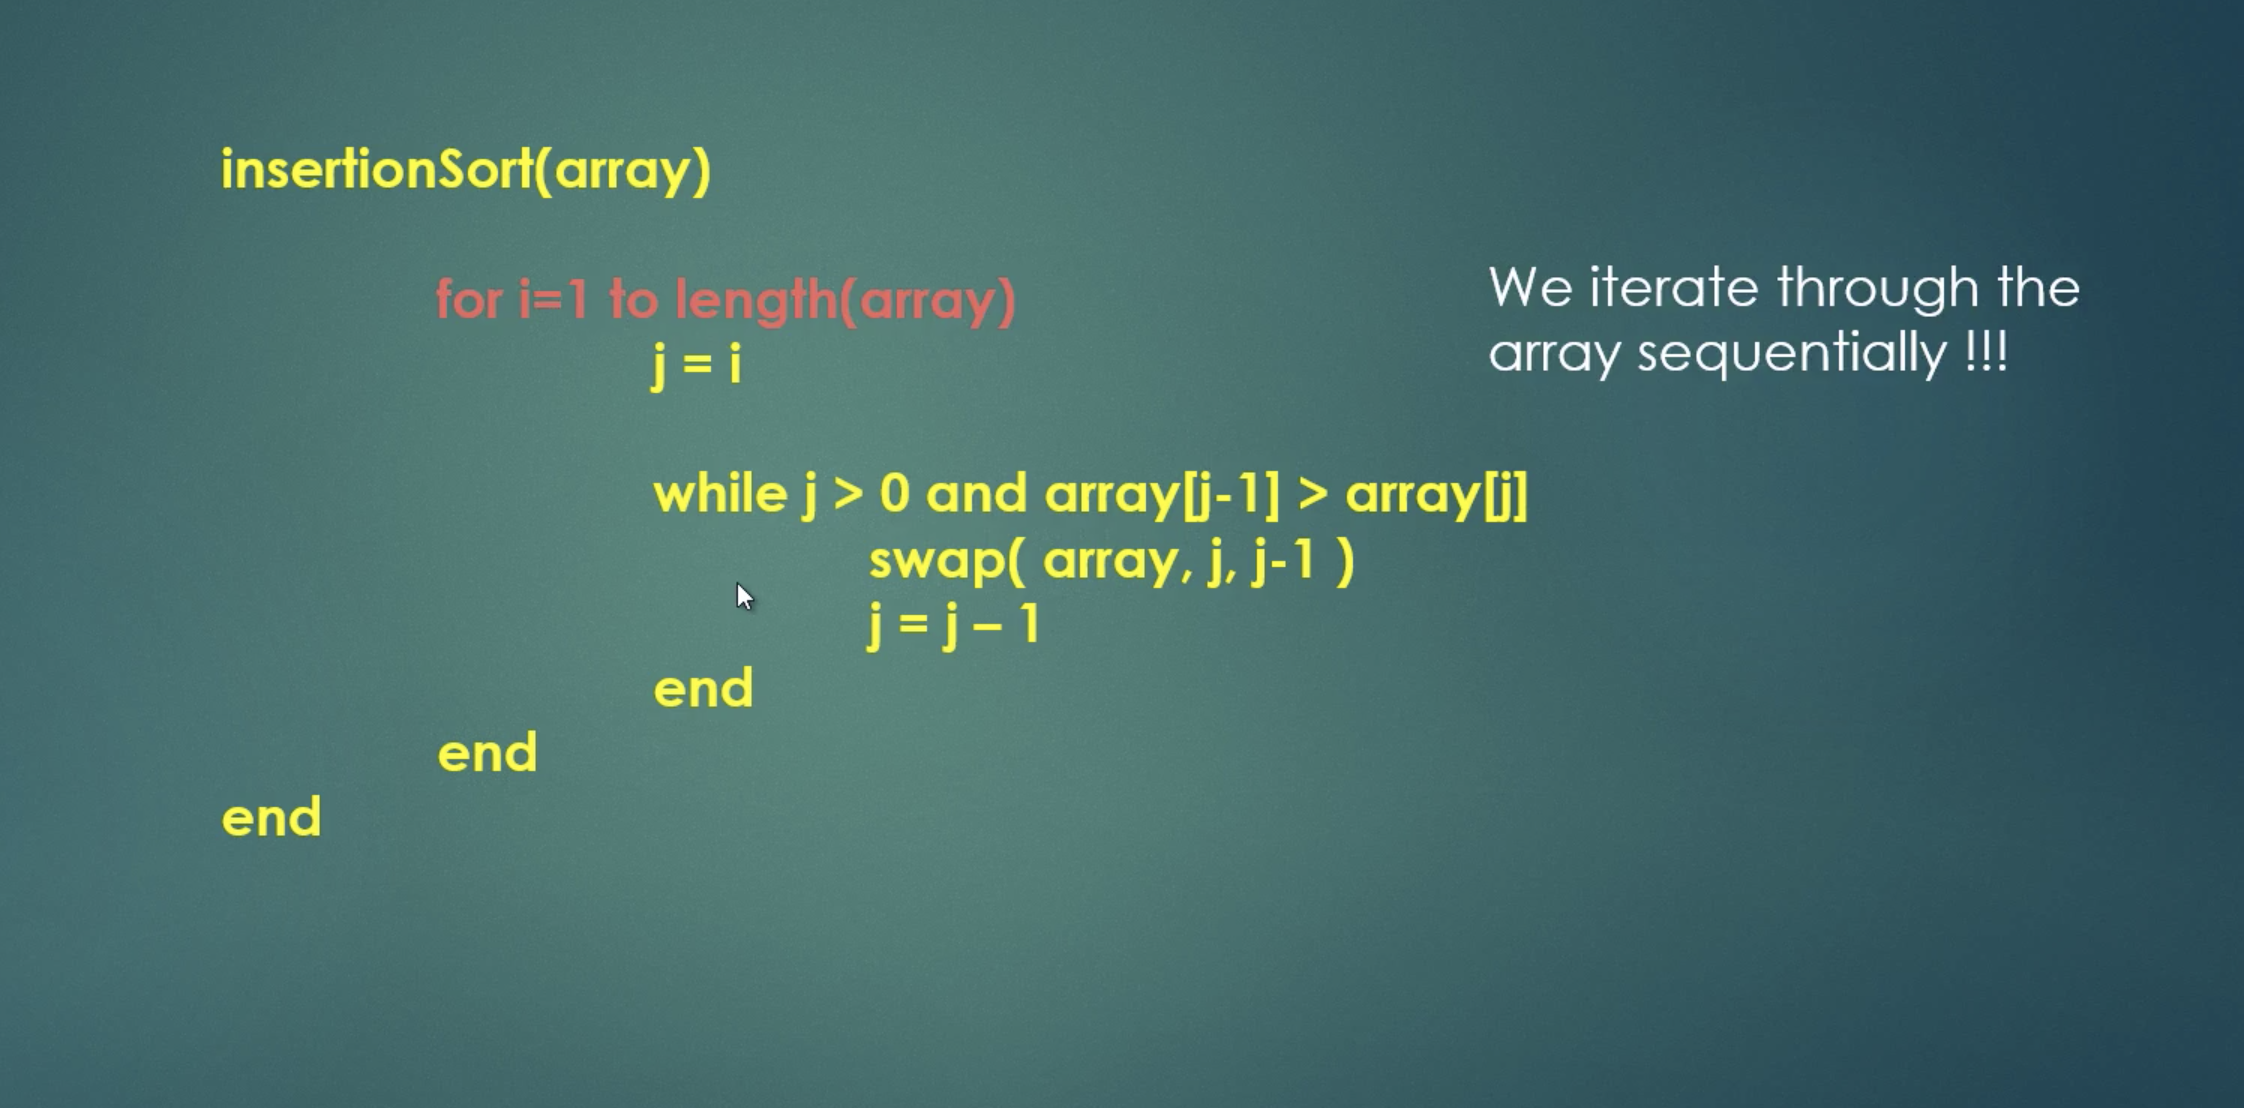 insertionSort(array)
for i=1 to length(array)
j = i
while j > 0 and array[j-1] > array[j]
swap( array, j, j-1 )
j = j – 1
end
end
end
We iterate through the
array sequentially !!!